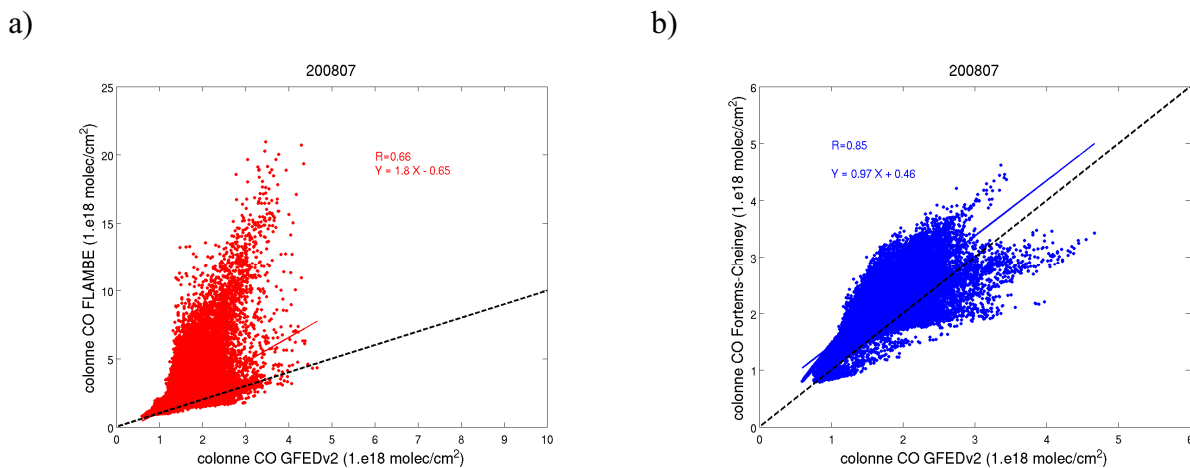 a)
200807
25
20
15
10
5
0
colonne CO FLAMBE (1.e18 molec/cm²)
R=0.66
Y = 1.8 X - 0.65
0 1 2 3 4 5 6 7 8 9 10
colonne CO GFEDv2 (1.e18 molec/cm²)
b)
200807
6
5
4
3
2
1
0
colonne CO Fortems-Cheiney (1.e18 molec/cm²)
R=0.85
Y = 0.97 X + 0.46
0 1 2 3 4 5 6
colonne CO GFEDv2 (1.e18 molec/cm²)